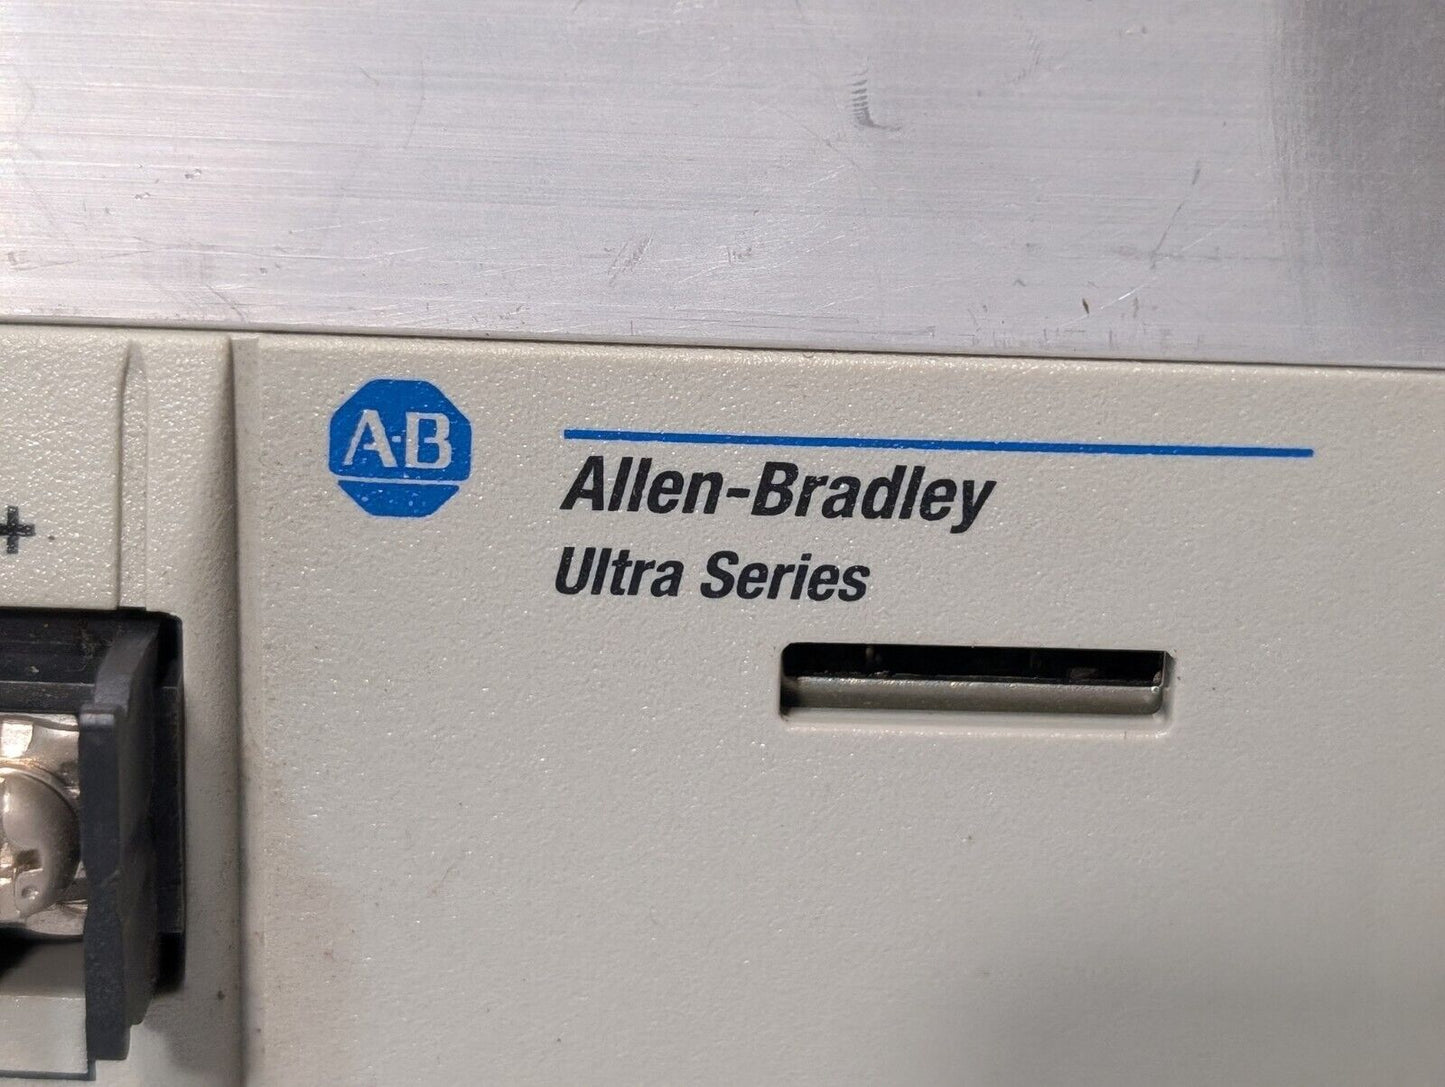 A-B
Allen-Bradley
Ultra Series
+